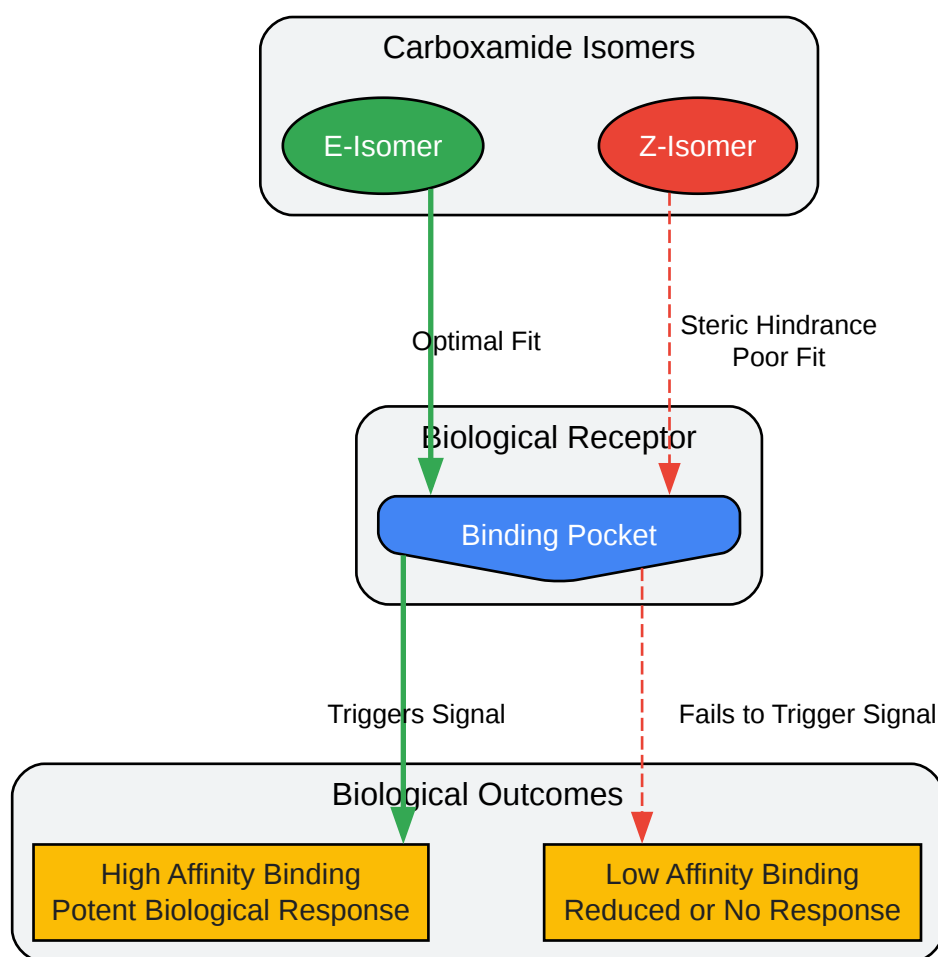 Carboxamide Isomers
E-Isomer
Z-Isomer
Optimal Fit
Steric Hindrance
Poor Fit
Biological Receptor
Binding Pocket
Triggers Signal
Fails to Trigger Signal
Biological Outcomes
High Affinity Binding
Potent Biological Response
Low Affinity Binding
Reduced or No Response